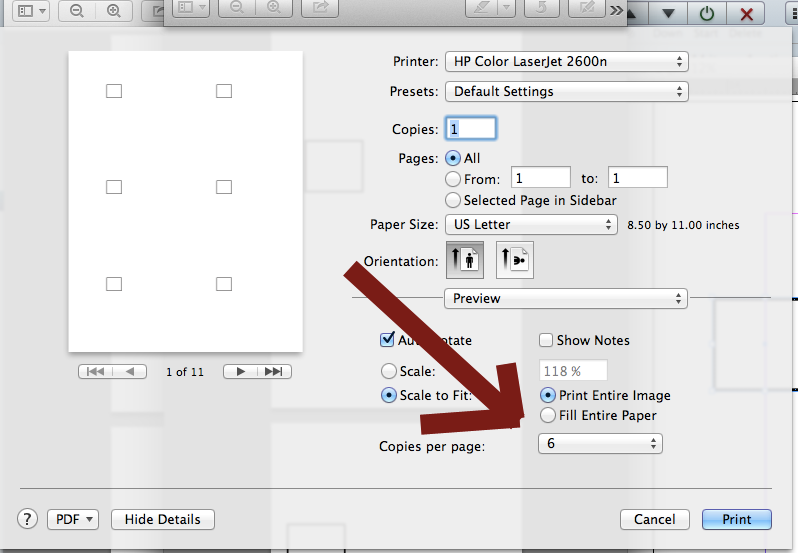 Printer: HP Color LaserJet 2600n
Presets: Default Settings
Copies: 1
Pages: All
From: 1 to: 1
Selected Page in Sidebar
Paper Size: US Letter 8.50 by 11.00 inches
Orientation:
Preview
Show Notes
Scale: 118 %
1 of 11
Scale to Fit: Print Entire Image
Fill Entire Paper
Copies per page: 6
? PDF Hide Details Cancel Print